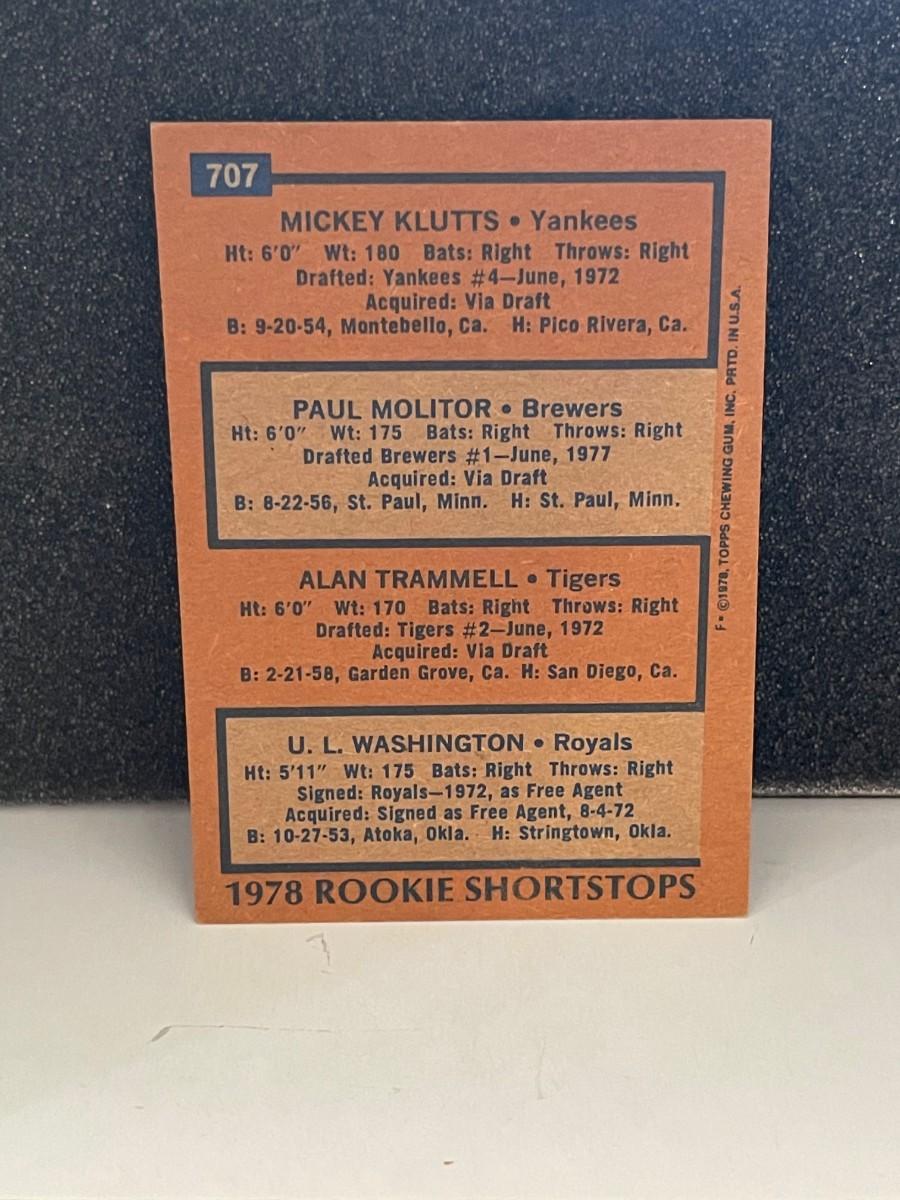 707
MICKEY KLUTTS • Yankees
Ht: 6'0" Wt: 180 Bats: Right Throws: Right
Drafted: Yankees #4—June, 1972
Acquired: Via Draft
B: 9-20-54, Montebello, Ca. H: Pico Rivera, Ca.
PAUL MOLITOR • Brewers
Ht: 6'0" Wt: 175 Bats: Right Throws: Right
Drafted Brewers #1—June, 1977
Acquired: Via Draft
B: 8-22-56, St. Paul, Minn. H: St. Paul, Minn.
ALAN TRAMMELL • Tigers
Ht: 6'0" Wt: 170 Bats: Right Throws: Right
Drafted: Tigers #2—June, 1972
Acquired: Via Draft
B: 2-21-58, Garden Grove, Ca. H: San Diego, Ca.
U. L. WASHINGTON • Royals
Ht: 5'11" Wt: 175 Bats: Right Throws: Right
Signed: Royals—1972, as Free Agent
Acquired: Signed as Free Agent, 8-4-72
B: 10-27-53, Atoka, Okla. H: Stringtown, Okla.
1978 ROOKIE SHORTSTOPS
F* ©1978, TOPPS CHEWING GUM, INC. PRTD. IN U.S.A.